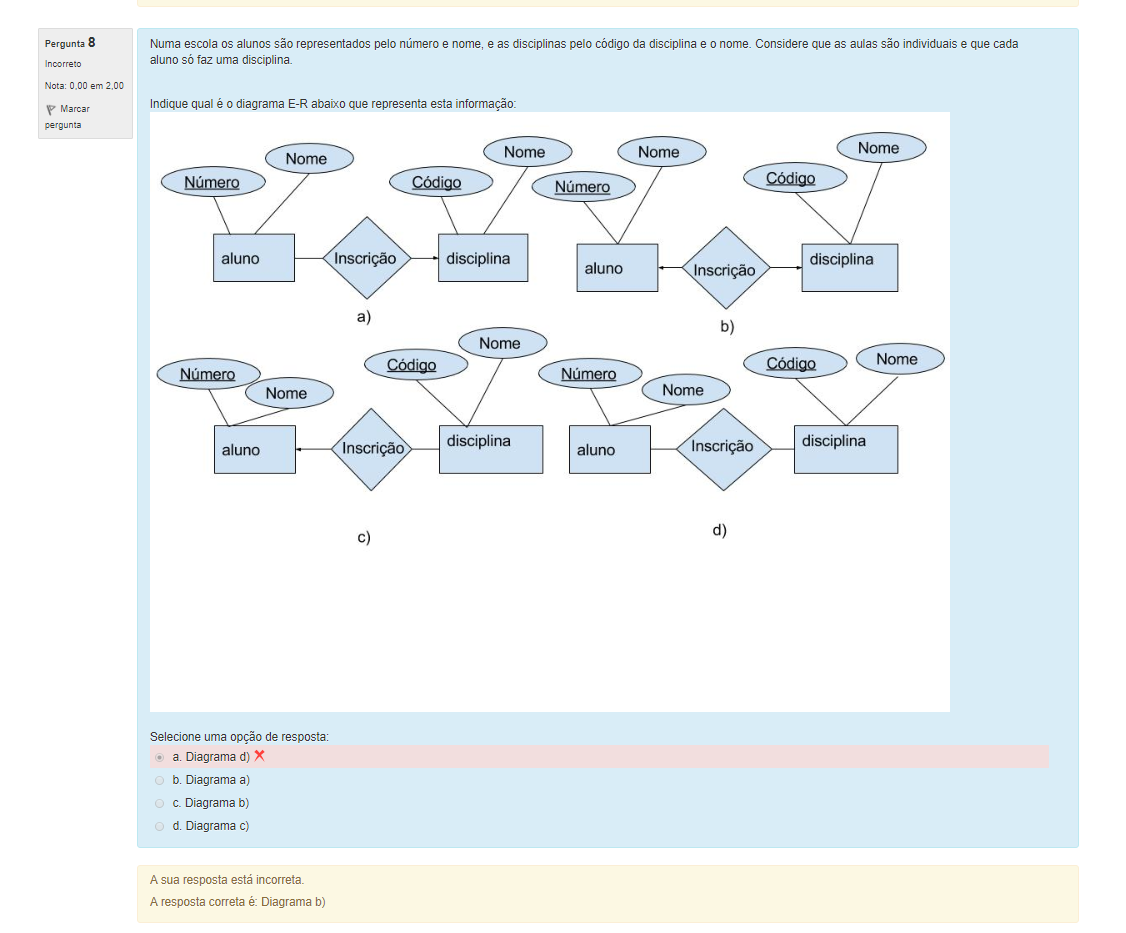 Pergunta 8
Incorreto
Nota: 0,00 em 2,00
Marcar
pergunta
Numa escola os alunos são representados pelo número e nome, e as disciplinas pelo código da disciplina e o nome. Considere que as aulas são individuais e que cada
aluno só faz uma disciplina.
Indique qual é o diagrama E-R abaixo que representa esta informação:
Número
Nome
Código
Nome
aluno
Inscrição
disciplina
a)
Número
Nome
Código
Nome
aluno
Inscrição
disciplina
b)
Número
Nome
Código
Nome
aluno
Inscrição
disciplina
c)
Número
Nome
Código
Nome
aluno
Inscrição
disciplina
d)
Selecione uma opção de resposta:
a. Diagrama d)
b. Diagrama a)
c. Diagrama b)
d. Diagrama c)
A sua resposta está incorreta.
A resposta correta é: Diagrama b)